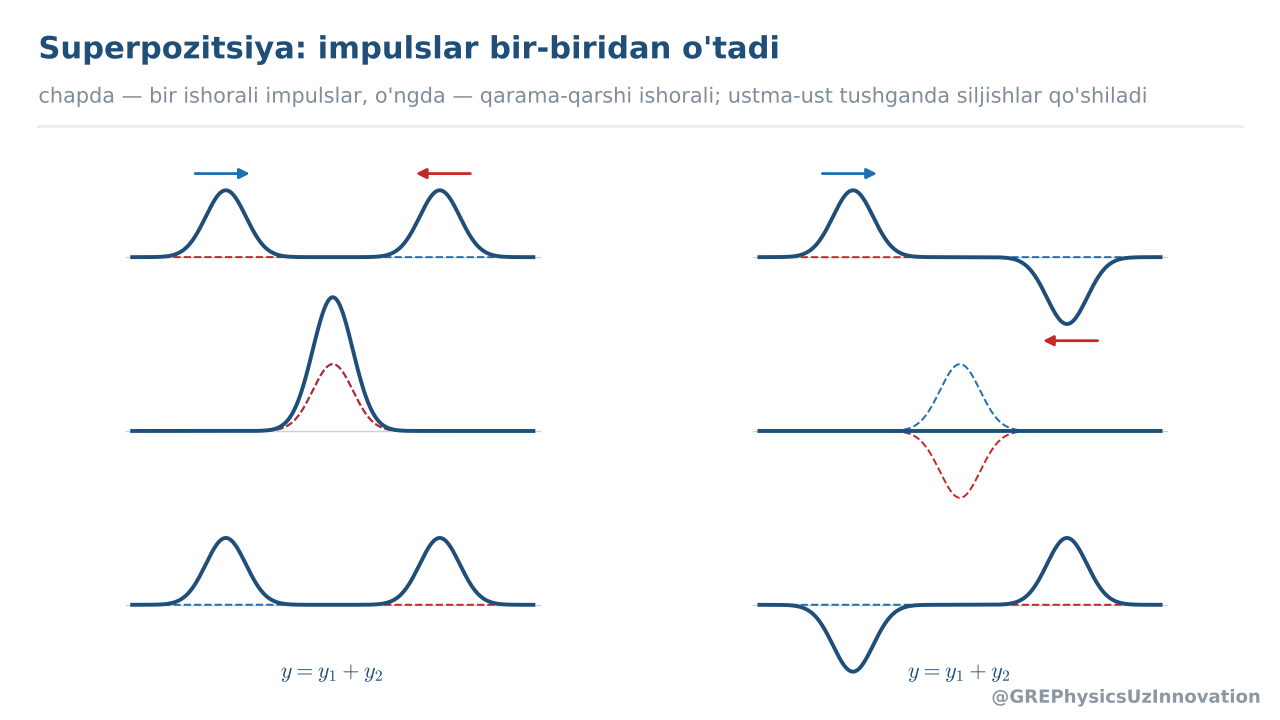 Superpozitsiya: impulslar bir-biridan o'tadi
chapda — bir ishorali impulslar, o'ngda — qarama-qarshi ishorali; ustma-ust tushganda siljishlar qo'shiladi
y = y₁ + y₂
y = y₁ + y₂
@GREPhysicsUzInnovation